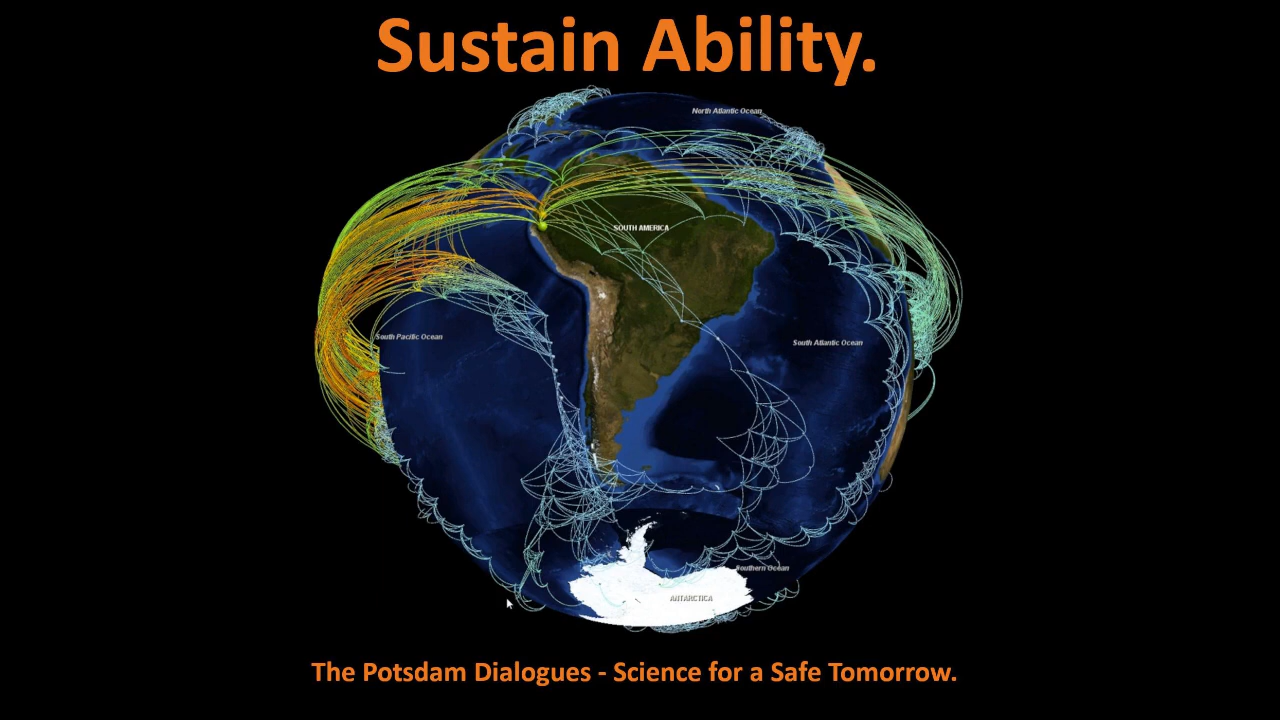 Sustain Ability.
North Atlantic Ocean
SOUTH AMERICA
South Pacific Ocean
South Atlantic Ocean
Southern Ocean
ANTARCTICA
The Potsdam Dialogues - Science for a Safe Tomorrow.